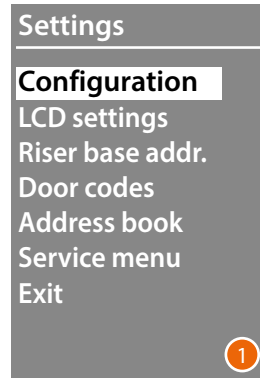 Settings
Configuration
LCD settings
Riser base addr.
Door codes
Address book
Service menu
Exit
1